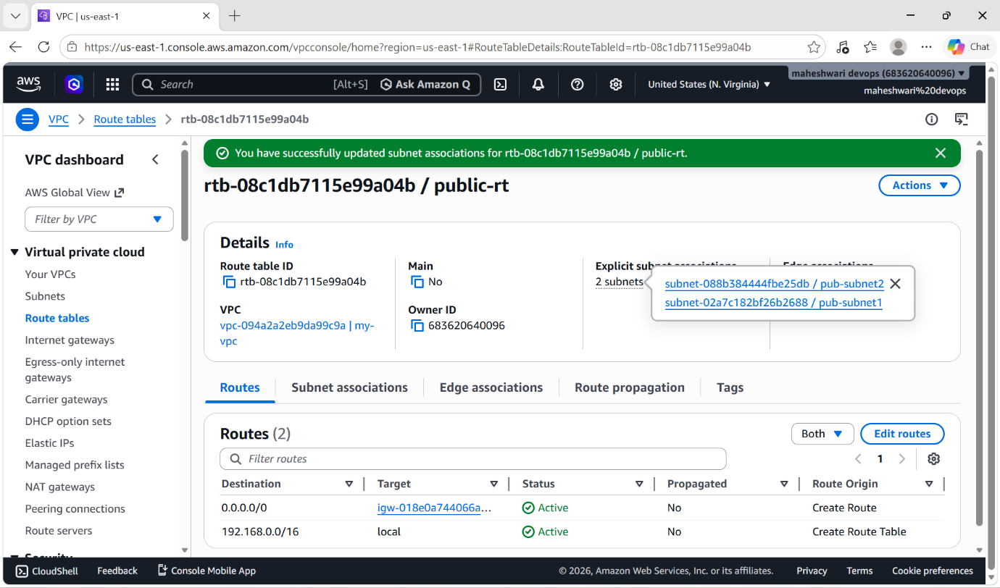 VPC | us-east-1
https://us-east-1.console.aws.amazon.com/vpcconsole/home?region=us-east-1#RouteTableDetails:RouteTableId=rtb-08c1db7115e99a04b
Chat
aws
Search
[Alt+S]
Ask Amazon Q
United States (N. Virginia)
maheshwari devops (683620640096)
maheshwari%20devops
VPC
Route tables
rtb-08c1db7115e99a04b
VPC dashboard
AWS Global View
Filter by VPC
Virtual private cloud
Your VPCs
Subnets
Route tables
Internet gateways
Egress-only internet
gateways
Carrier gateways
DHCP option sets
Elastic IPs
Managed prefix lists
NAT gateways
Peering connections
Route servers
Security
You have successfully updated subnet associations for rtb-08c1db7115e99a04b / public-rt.
rtb-08c1db7115e99a04b / public-rt
Actions
Details Info
Route table ID
rtb-08c1db7115e99a04b
VPC
vpc-094a2a2eb9da99c9a | my-
vpc
Main
No
Owner ID
683620640096
Explicit subnet associations
2 subnets
Edge associations
subnet-088b384444fbe25db / pub-subnet2
subnet-02a7c182bf26b2688 / pub-subnet1
Routes
Subnet associations
Edge associations
Route propagation
Tags
Routes (2)
Both
Edit routes
Filter routes
1
Destination Target Status Propagated Route Origin
0.0.0.0/0 igw-018e0a744066a... Active No Create Route
192.168.0.0/16 local Active No Create Route Table
CloudShell
Feedback
Console Mobile App
© 2026, Amazon Web Services, Inc. or its affiliates.
Privacy
Terms
Cookie preferences